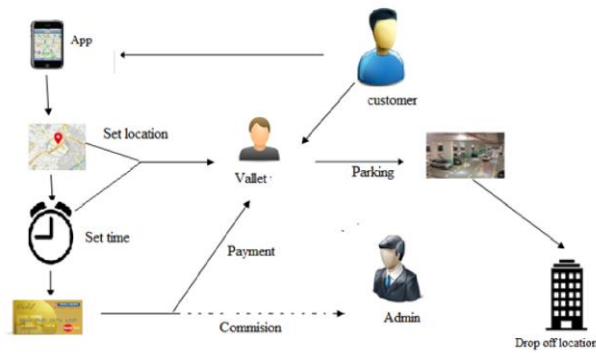 App
customer
Set location
Vallet
Parking
Set time
Payment
Admin
Commision
Drop off location